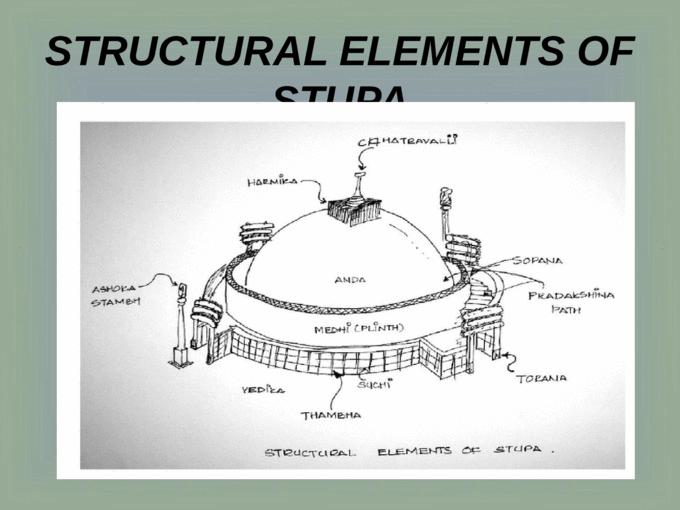 STRUCTURAL ELEMENTS OF
STUPA
CHHATRAVALII
HARMIKA
SOPANA
ANDA
ASHOKA
STAMBH
PRADAKSHINA
PATH
MEDHI (PLINTH)
TORANA
VEDIKA
SUCHI
THAMBHA
STRUCTURAL ELEMENTS OF STUPA.